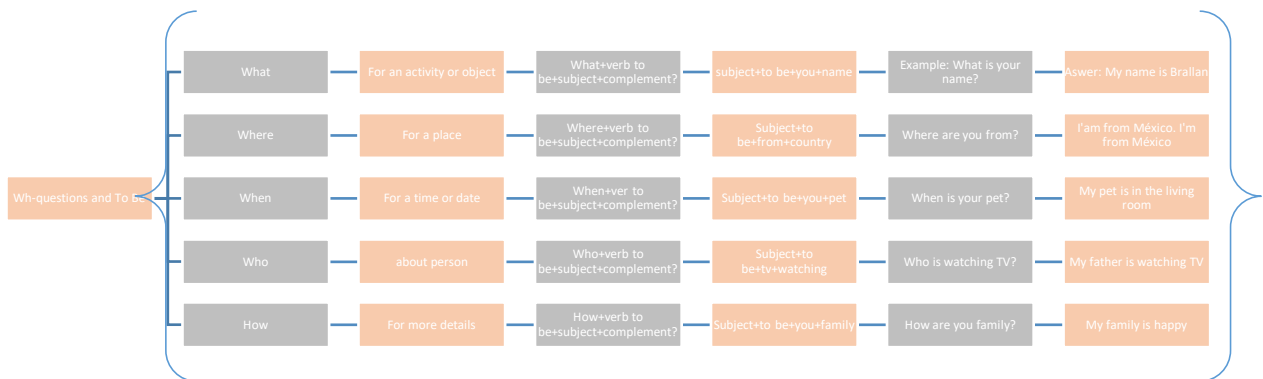 Wh-questions and To be
What
For an activity or object
What+verb to
be+subject+complement?
subject+to be+you+name
Example: What is your
name?
Aswer: My name is Brallan
Where
For a place
Where+verb to
be+subject+complement?
Subject+to
be+from+country
Where are you from?
I'am from México. I'm
from México
When
For a time or date
When+ver to
be+subject+complement?
Subject+to be+you+pet
When is your pet?
My pet is in the living
room
Who
about person
Who+verb to
be+subject+complement?
Subject+to
be+tv+watching
Who is watching TV?
My father is watching TV
How
For more details
How+verb to
be+subject+complement?
Subject+to be+you+family
How are you family?
My family is happy